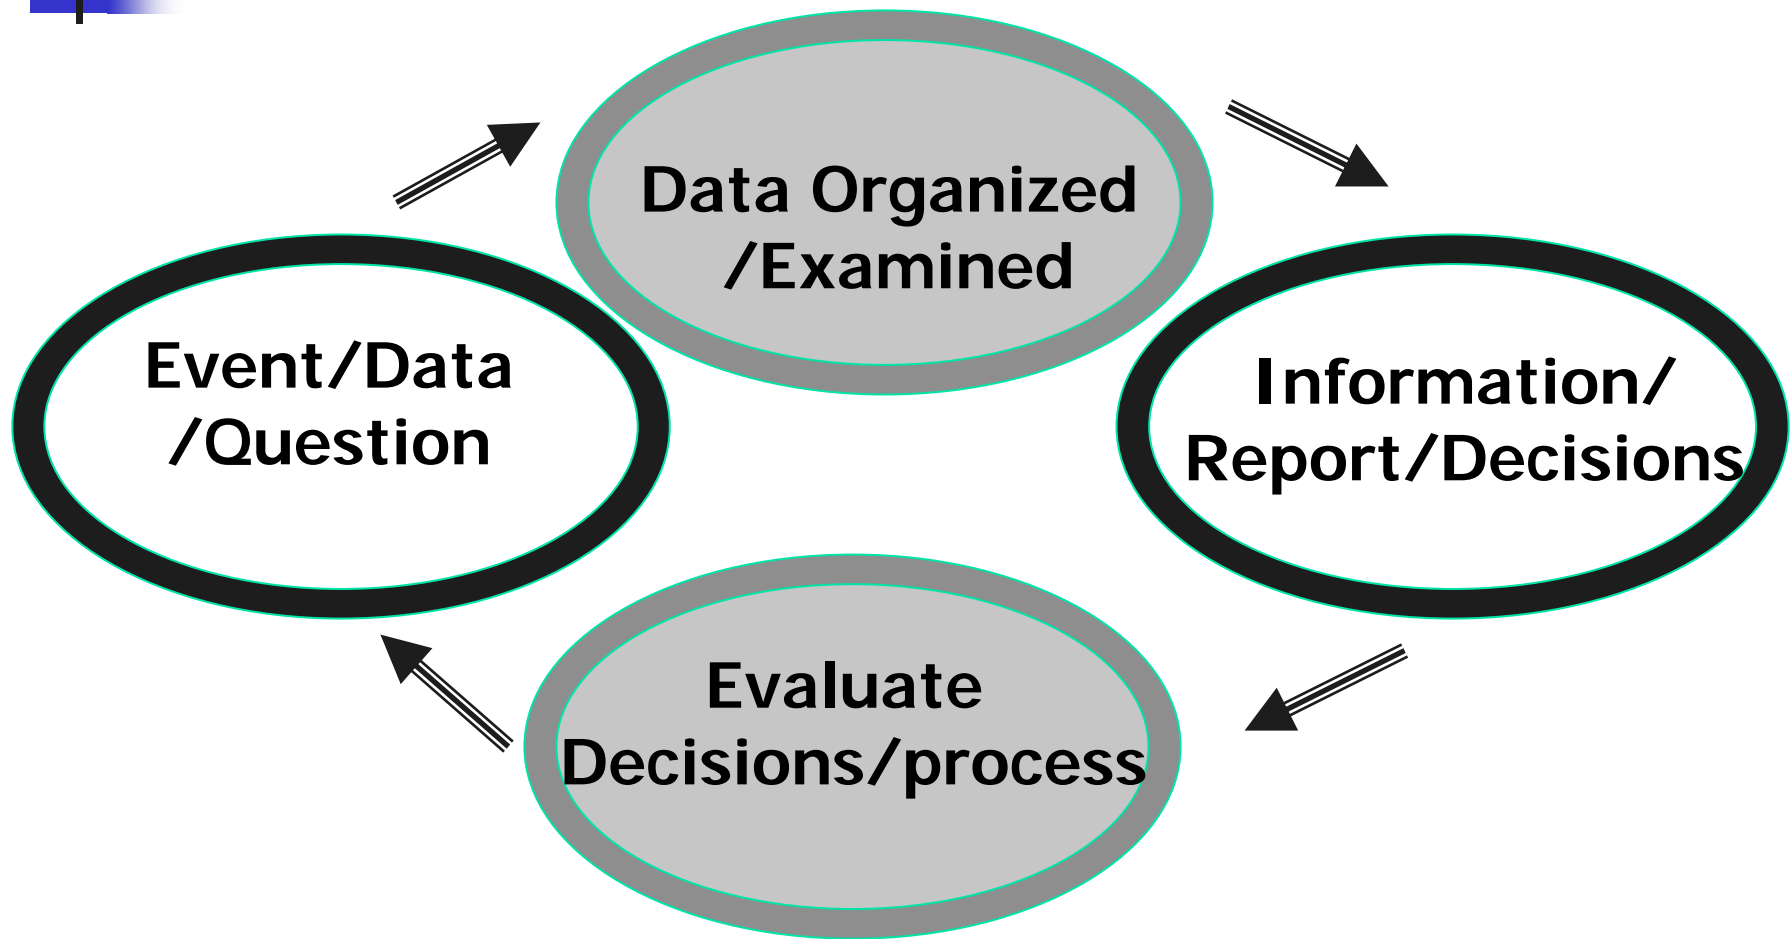 Data Organized
/Examined
Event/Data
/Question
Information/
Report/Decisions
Evaluate
Decisions/process